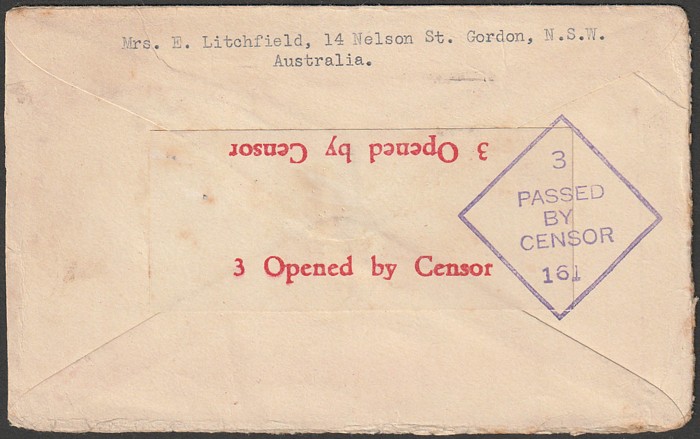 Mrs. E. Litchfield, 14 Nelson St. Gordon, N.S.W.
Australia.
3 Opened by Censor
3 Opened by Censor
3
PASSED
BY
CENSOR
161